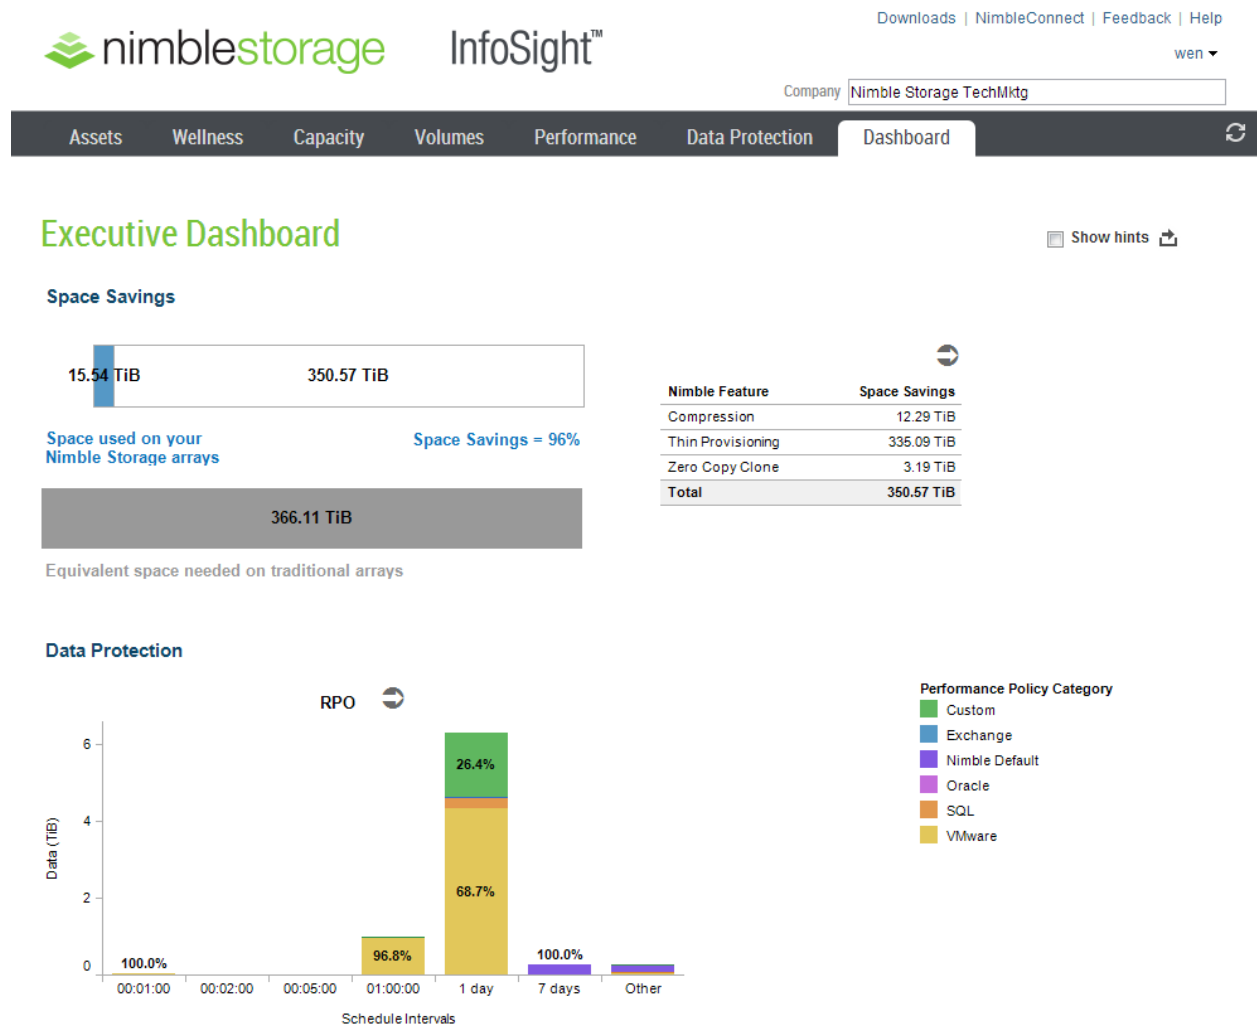 Downloads | NimbleConnect | Feedback | Help
nimblestorage InfoSight™
wen
Company Nimble Storage TechMktg
Assets Wellness Capacity Volumes Performance Data Protection Dashboard
Executive Dashboard
Show hints
Space Savings
15.54 TiB 350.57 TiB
Space used on your
Nimble Storage arrays
Space Savings = 96%
366.11 TiB
Equivalent space needed on traditional arrays
Nimble Feature Space Savings
Compression 12.29 TiB
Thin Provisioning 335.09 TiB
Zero Copy Clone 3.19 TiB
Total 350.57 TiB
Data Protection
RPO
6
4
2
0
Data (TiB)
26.4%
68.7%
96.8%
100.0%
100.0%
00:01:00 00:02:00 00:05:00 01:00:00 1 day 7 days Other
Schedule Intervals
Performance Policy Category
Custom
Exchange
Nimble Default
Oracle
SQL
VMware